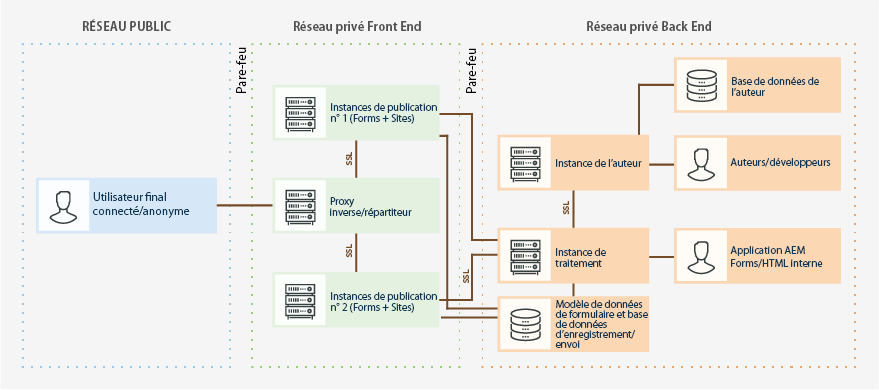 RÉSEAU PUBLIC
Réseau privé Front End
Réseau privé Back End
Pare-feu
Pare-feu
Utilisateur final
connecté/anonyme
Instances de publication
n° 1 (Forms + Sites)
SSL
Proxy
inverse/répartiteur
SSL
Instances de publication
n° 2 (Forms + Sites)
SSL
Base de données de
l'auteur
Instance de l'auteur
Auteurs/développeurs
SSL
Instance de
traitement
Application AEM
Forms/HTML interne
Modèle de données
de formulaire et base
de données
d'enregistrement/
envoi